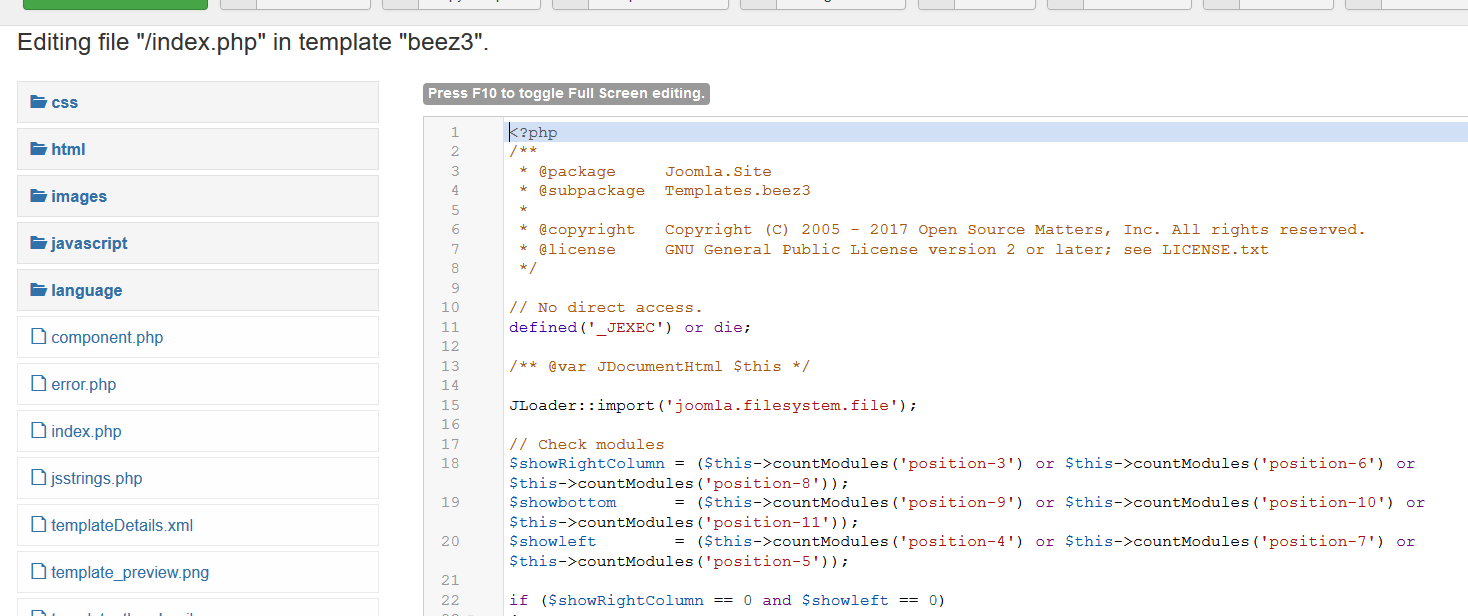 Editing file "/index.php" in template "beez3".
css
html
images
javascript
language
component.php
error.php
index.php
jsstrings.php
templateDetails.xml
template_preview.png
Press F10 to toggle Full Screen editing.
1 <?php
2 /**
3 * @package Joomla.Site
4 * @subpackage Templates.beez3
5 *
6 * @copyright Copyright (C) 2005 - 2017 Open Source Matters, Inc. All rights reserved.
7 * @license GNU General Public License version 2 or later; see LICENSE.txt
8 */
9
10 // No direct access.
11 defined('_JEXEC') or die;
12
13 /** @var JDocumentHtml $this */
14
15 JLoader::import('joomla.filesystem.file');
16
17 // Check modules
18 $showRightColumn = ($this->countModules('position-3') or $this->countModules('position-6') or
$this->countModules('position-8'));
19 $showbottom = ($this->countModules('position-9') or $this->countModules('position-10') or
$this->countModules('position-11'));
20 $showleft = ($this->countModules('position-4') or $this->countModules('position-7') or
$this->countModules('position-5'));
21
22 if ($showRightColumn == 0 and $showleft == 0)